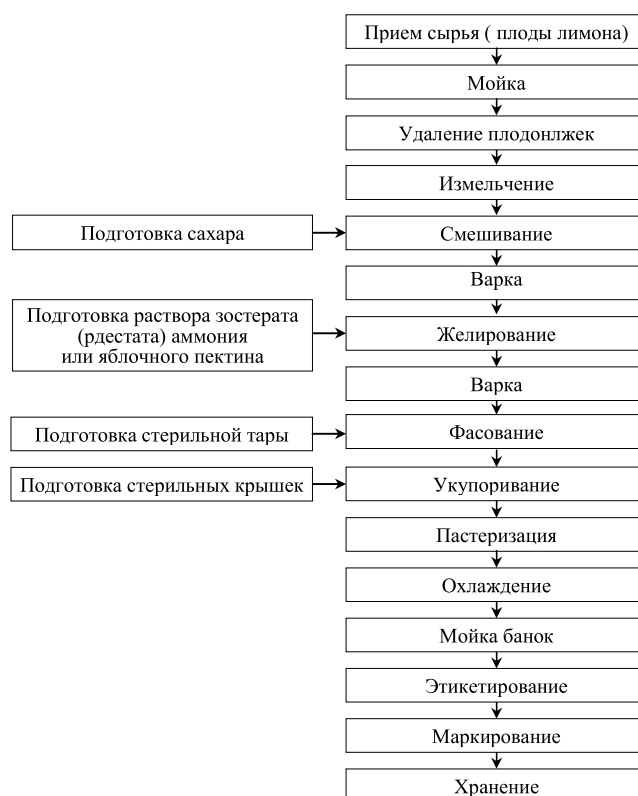 Прием сырья ( плоды лимона)
Мойка
Удаление плодонлжек
Измельчение
Подготовка сахара
Смешивание
Варка
Подготовка раствора зостерата
(рдестата) аммония
или яблочного пектина
Желирование
Варка
Подготовка стерильной тары
Фасование
Подготовка стерильных крышек
Укупоривание
Пастеризация
Охлаждение
Мойка банок
Этикетирование
Маркирование
Хранение